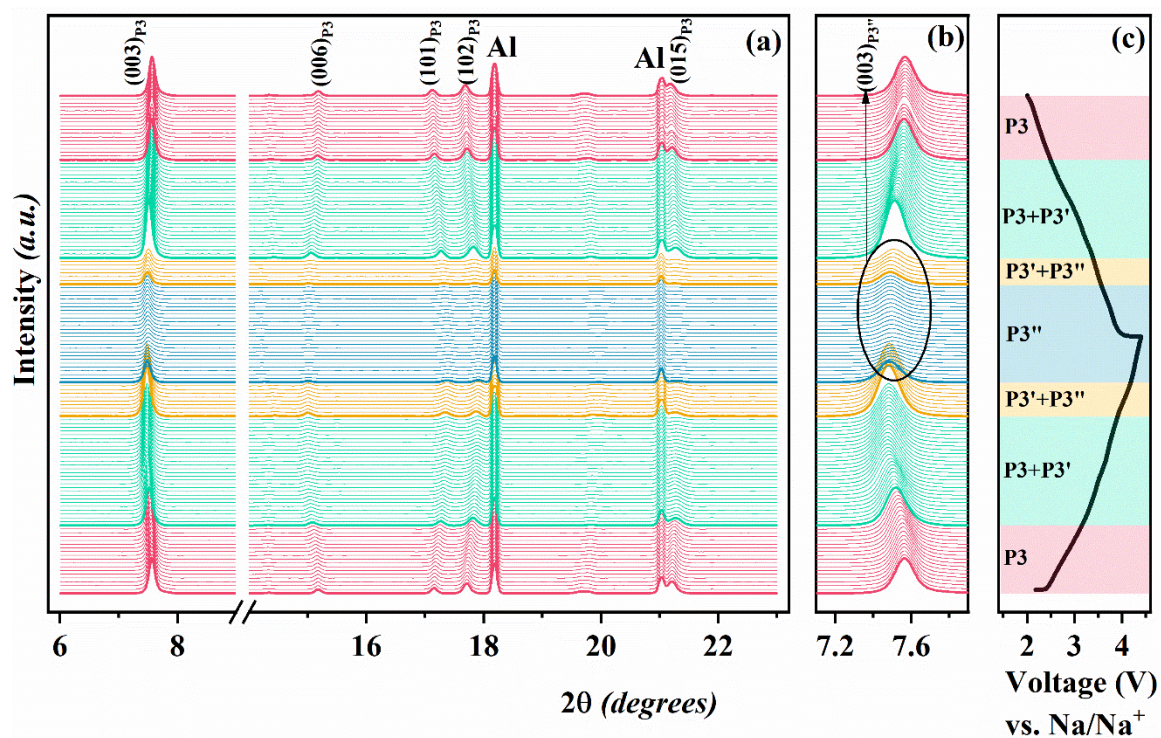 (003)P3
(006)P3
(101)P3
(102)P3
Al
Al
(015)P3
(a)
(003)P3"
(b)
(c)
P3
P3+P3'
P3'+P3"
P3"
P3'+P3"
P3+P3'
P3
Intensity (a.u.)
6 8 16 18 20 22
7.2 7.6
2 3 4
2θ (degrees)
Voltage (V)
vs. Na/Na⁺